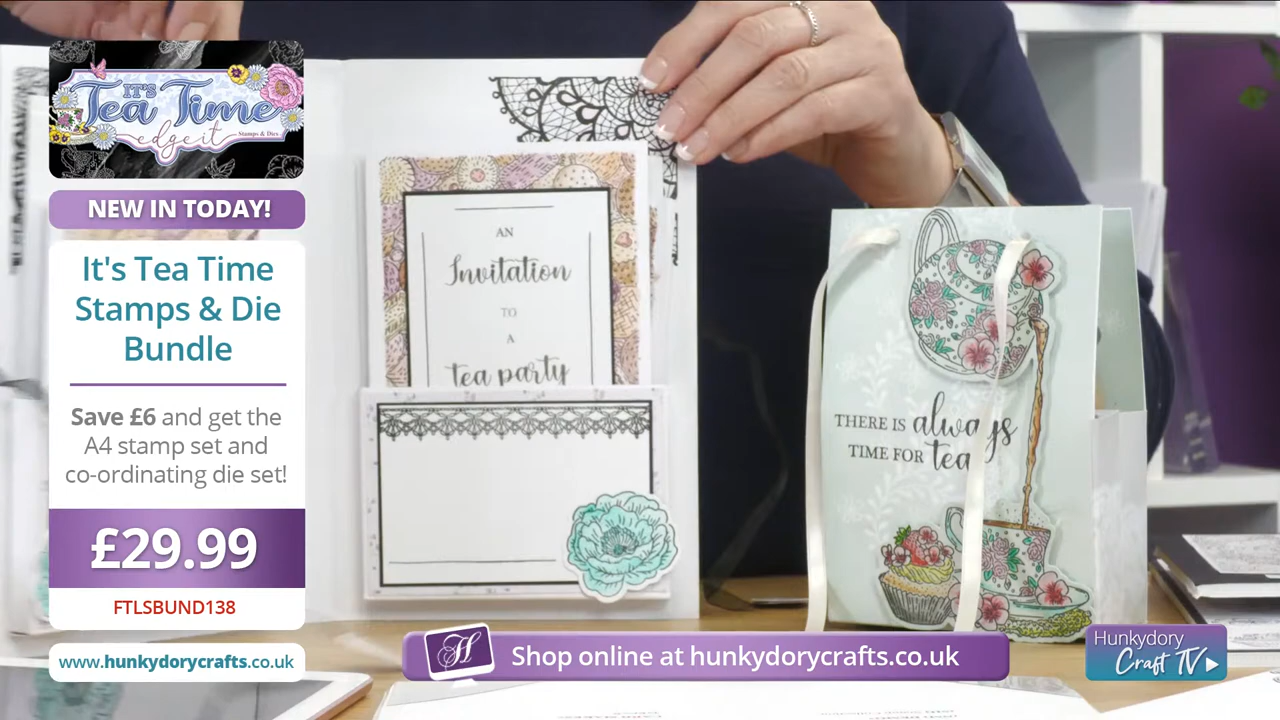 IT'S
Tea Time
edge it
Stamps & Dies
NEW IN TODAY!
It's Tea Time
Stamps & Die
Bundle
Save £6 and get the
A4 stamp set and
co-ordinating die set!
£29.99
FTLSBUND138
www.hunkydorycrafts.co.uk
AN
Invitation
TO
A
tea party
THERE IS always
TIME FOR tea
Shop online at hunkydorycrafts.co.uk
Hunkydory
Craft TV